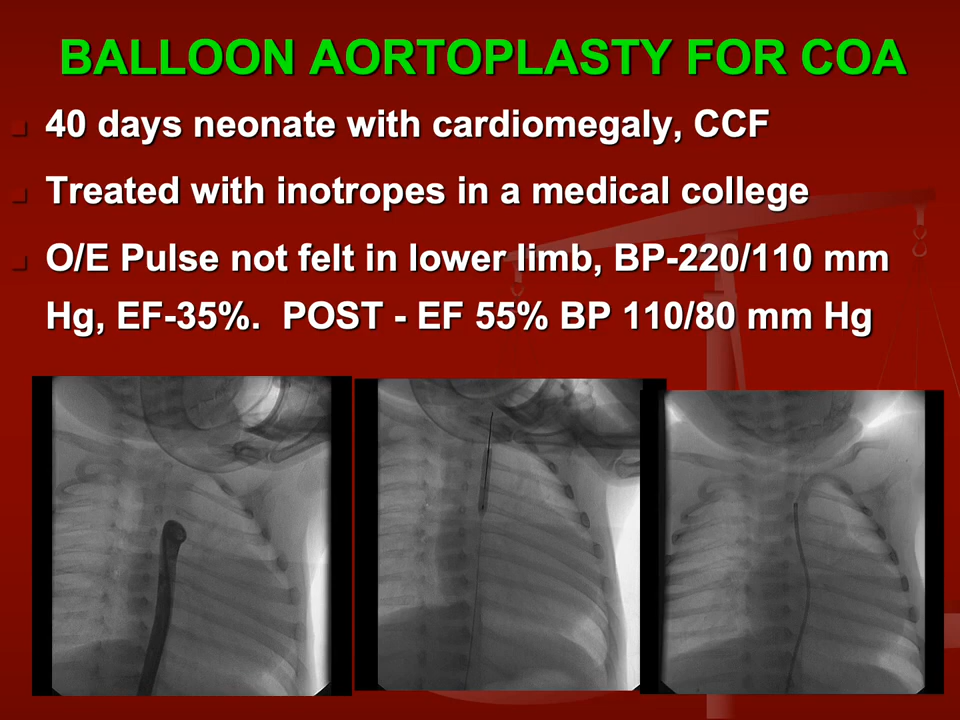 BALLOON AORTOPLASTY FOR COA
40 days neonate with cardiomegaly, CCF
Treated with inotropes in a medical college
O/E Pulse not felt in lower limb, BP-220/110 mm
Hg, EF-35%.  POST - EF 55% BP 110/80 mm Hg